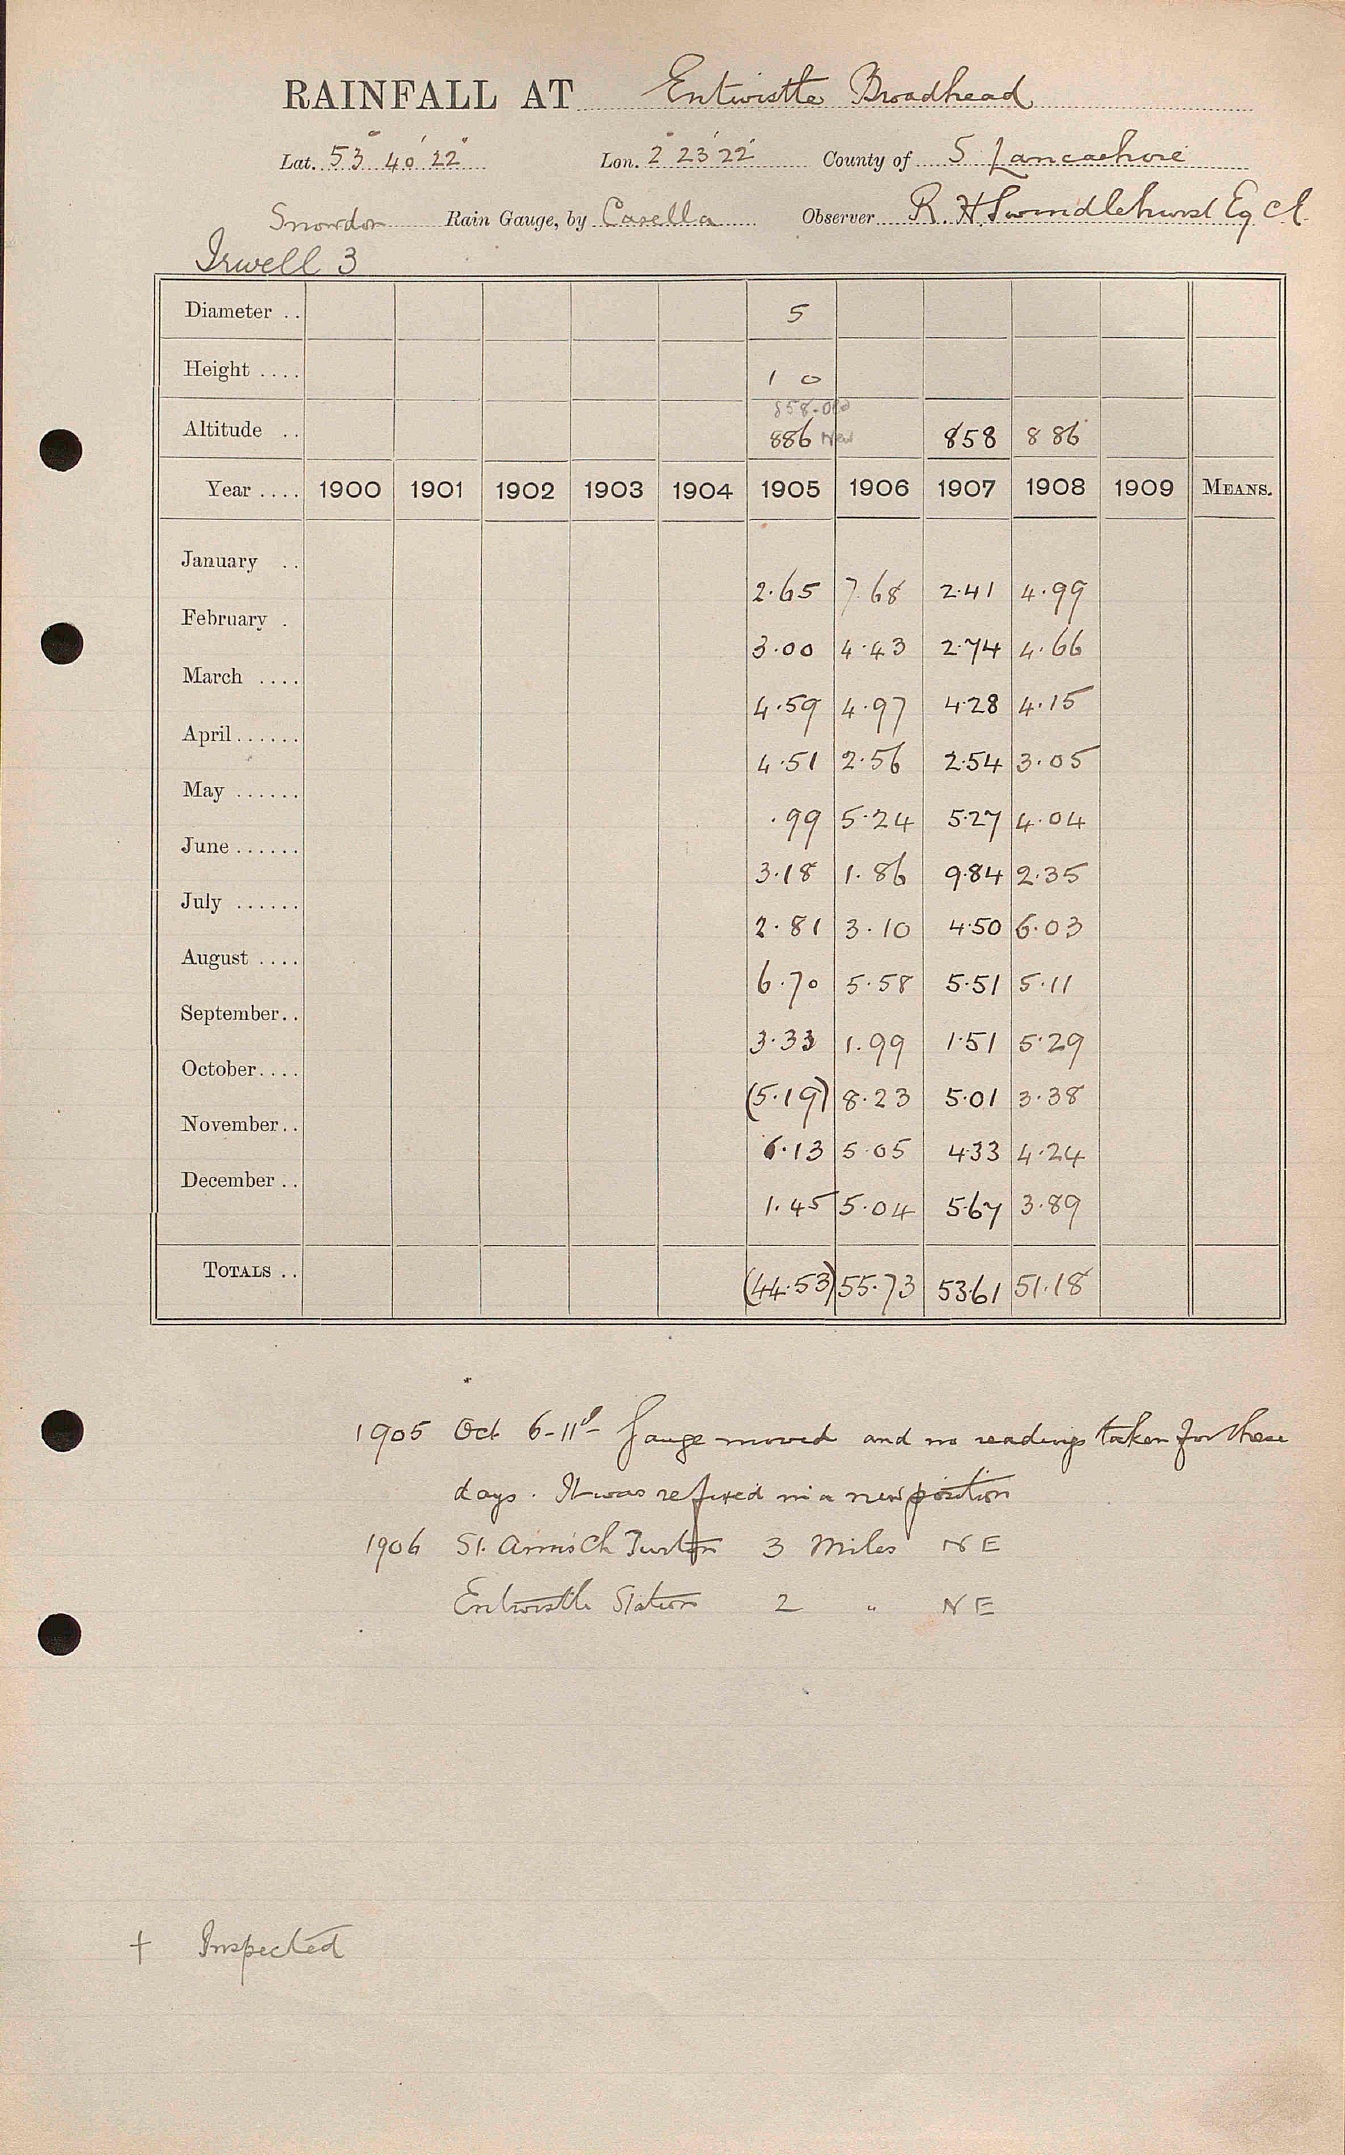 RAINFALL AT Entwistle Broadhead
Lat. 53° 40' 22" Lon. 2° 23' 22" County of S Lancashire
Snowdon Rain Gauge, by Casella Observer R. H Swindlehurst Eq C.E.
Irwell 3
Diameter .. 5
Height .... 1 0
858 Old
Altitude .. 886 New 858 886
Year .... 1900 1901 1902 1903 1904 1905 1906 1907 1908 1909 MEANS.
January .. 2.65 7.68 2.41 4.99
February . 3.00 4.43 2.74 4.66
March .... 4.59 4.97 4.28 4.15
April...... 4.51 2.56 2.54 3.05
May ...... .99 5.24 5.27 4.04
June ...... 3.18 1.86 9.84 2.35
July ...... 2.81 3.10 4.50 6.03
August .... 6.70 5.58 5.51 5.11
September.. 3.33 1.99 1.51 5.29
October.... (5.19) 8.23 5.01 3.38
November.. 6.13 5.05 4.33 4.24
December .. 1.45 5.04 5.67 3.89
TOTALS .. (44.53) 55.73 53.61 51.18
1905 Oct 6-11th Gauge moved and no readings taken for these
days. It was refixed in a new position
1906 St. Anns Ch Turton 3 Miles NE
Entwistle Station 2 " NE
† Inspected